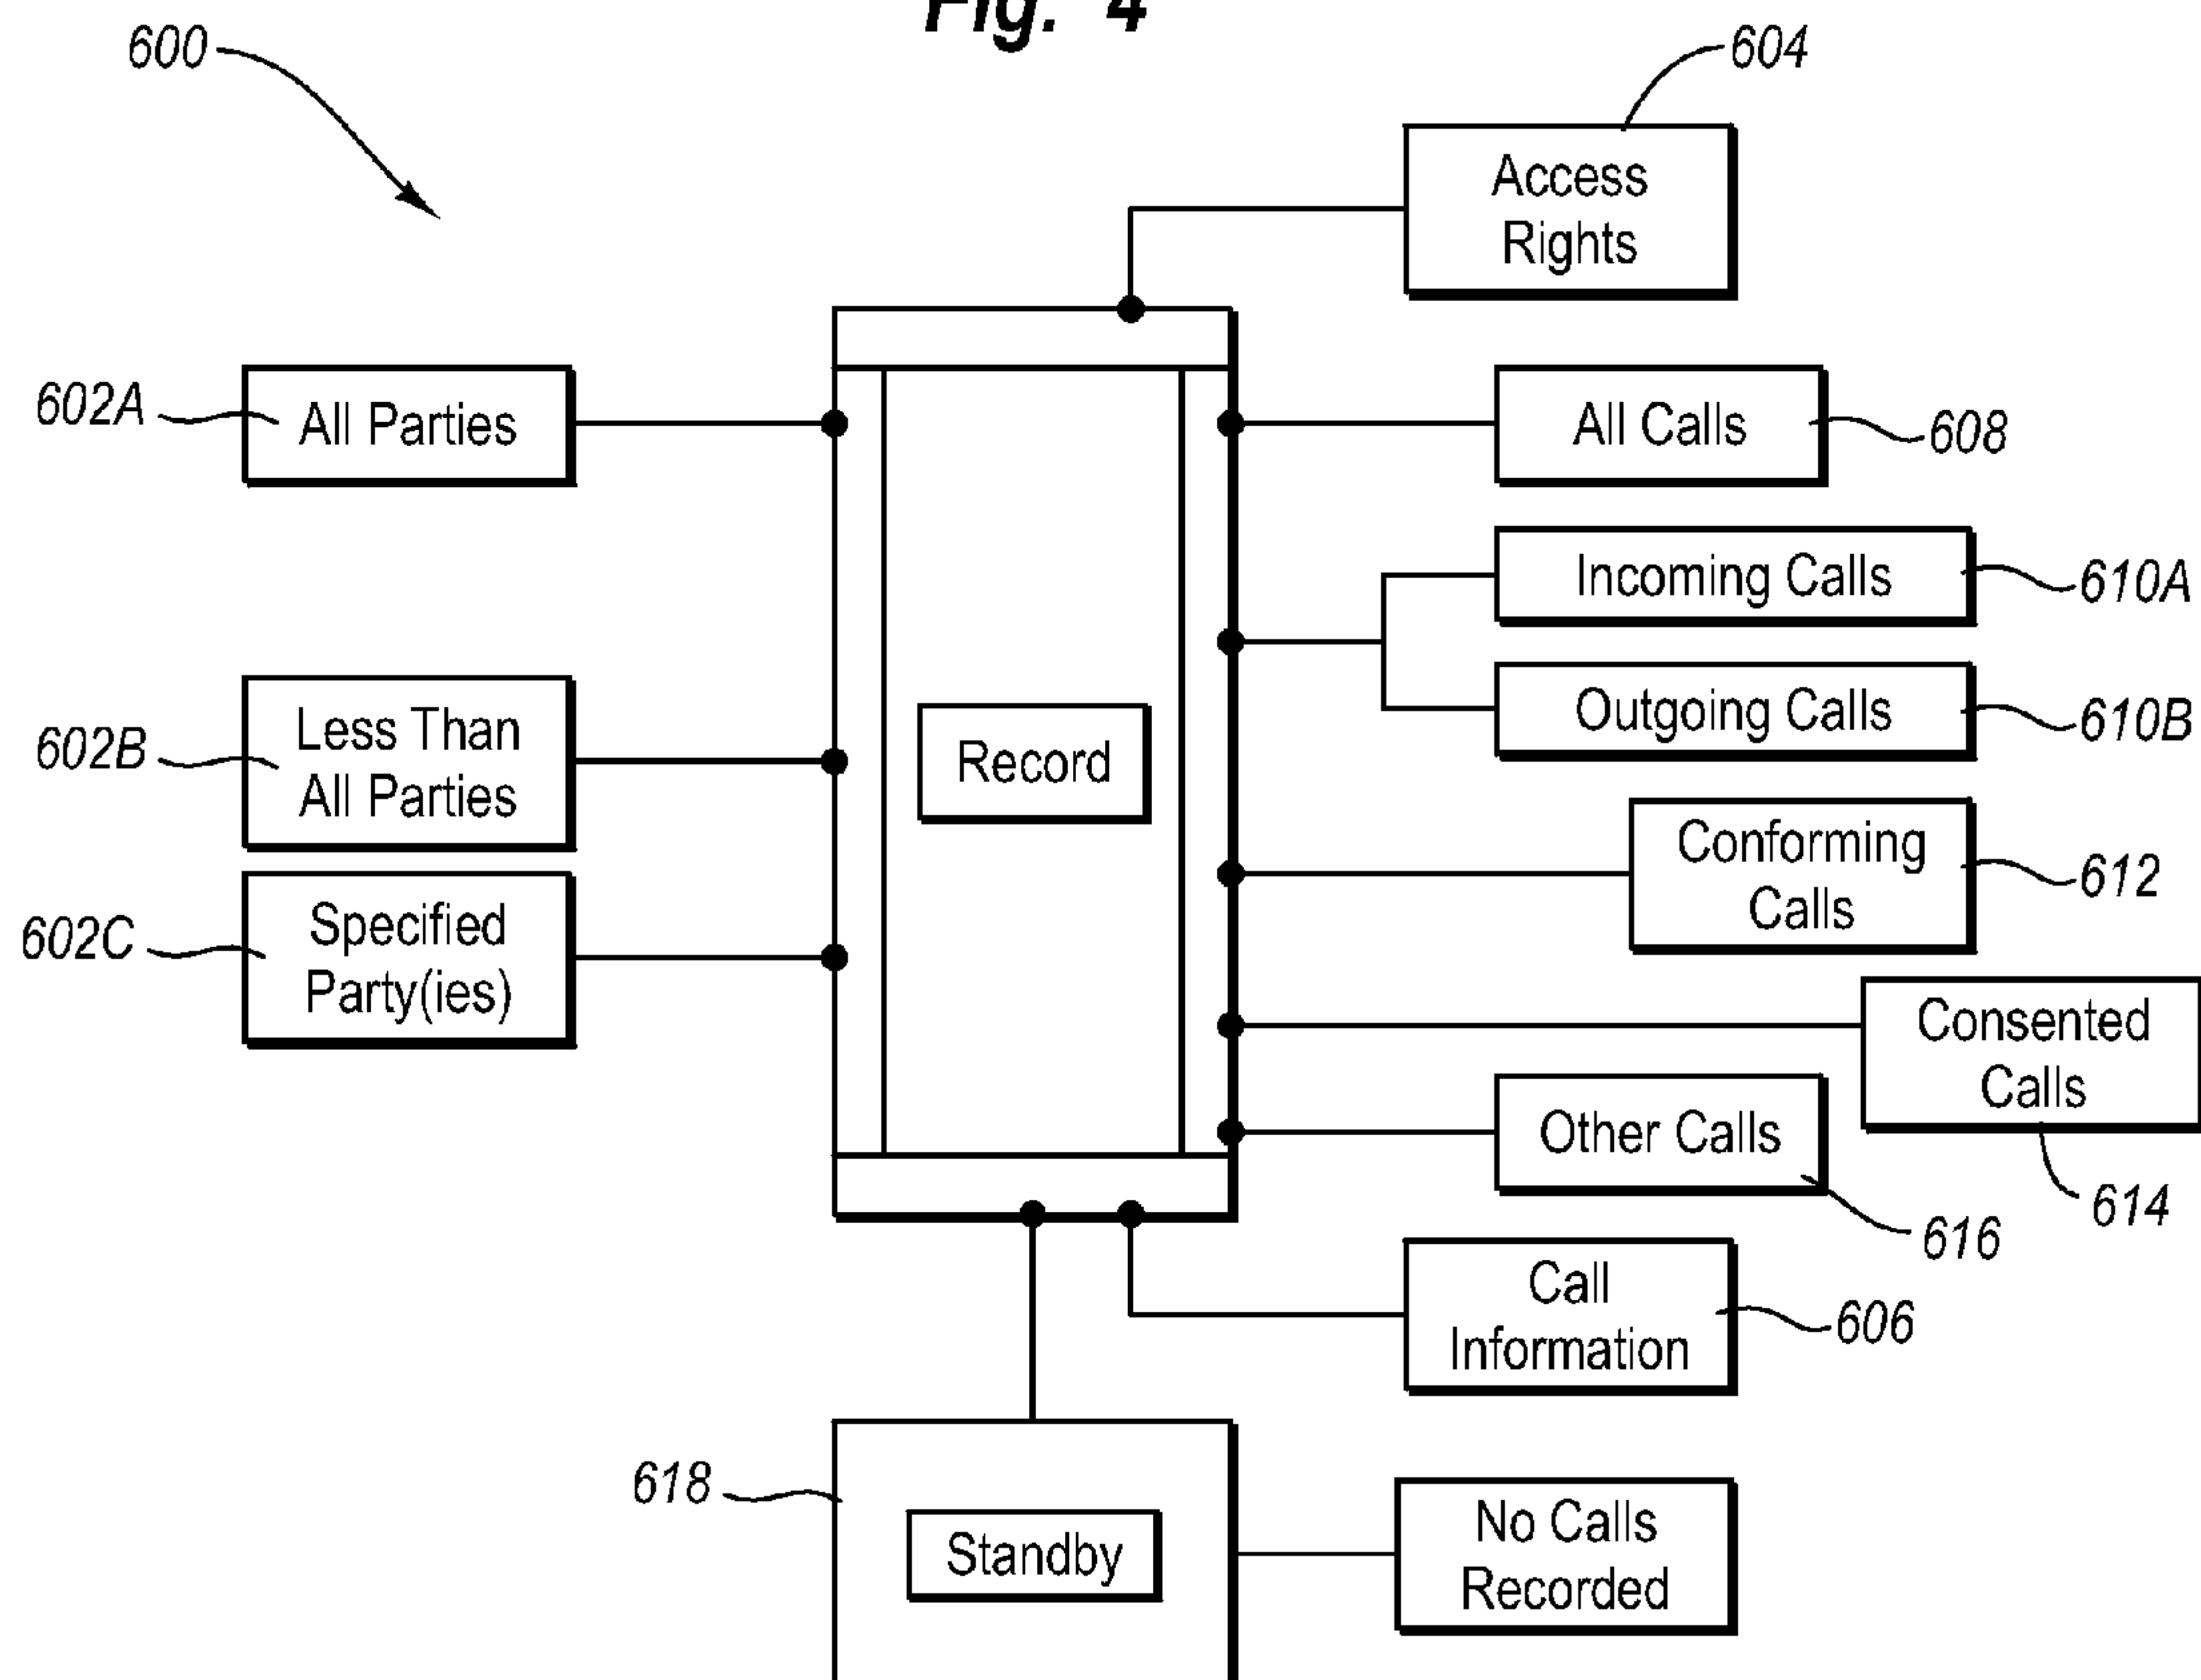 Fig. 4
600
604
Access
Rights
602A
All Parties
All Calls
608
Incoming Calls
610A
Outgoing Calls
610B
602B
Less Than
All Parties
Record
Conforming
Calls
612
602C
Specified
Party(ies)
Consented
Calls
614
Other Calls
616
Call
Information
606
618
Standby
No Calls
Recorded